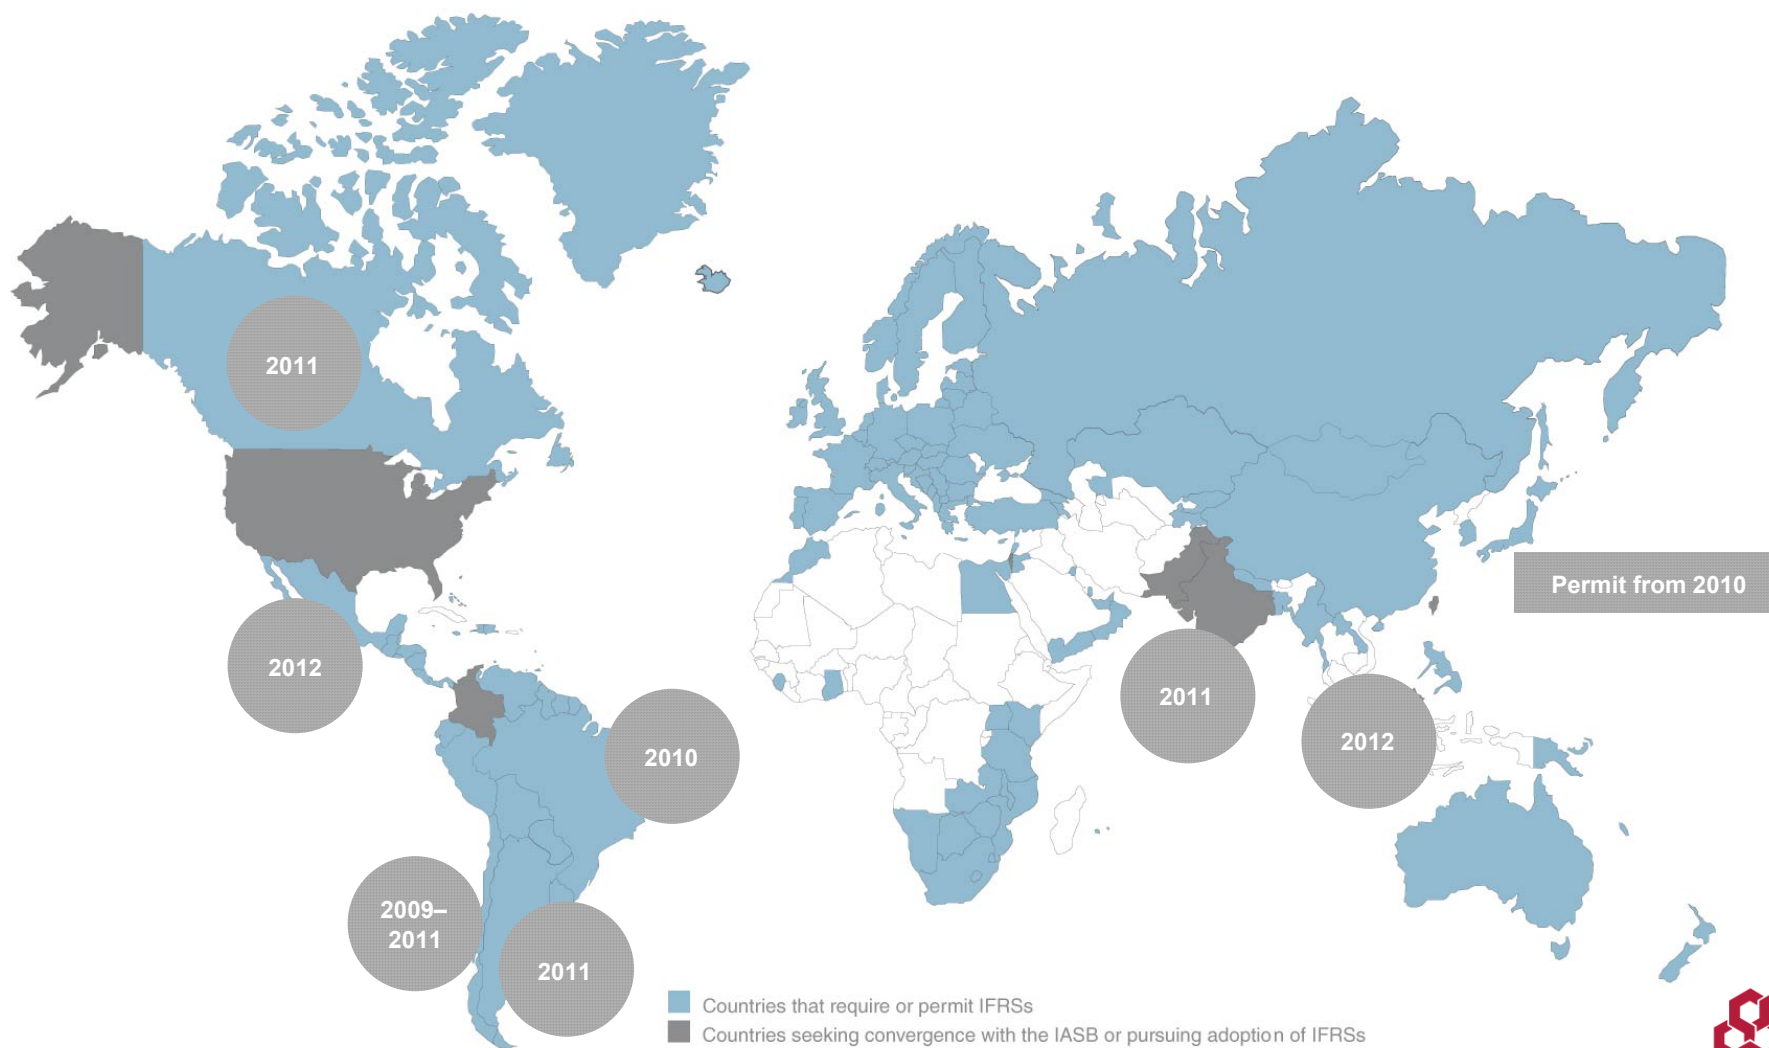 2011
Permit from 2010
2012
2011
2010
2012
2009–
2011
2011
Countries that require or permit IFRSs
Countries seeking convergence with the IASB or pursuing adoption of IFRSs